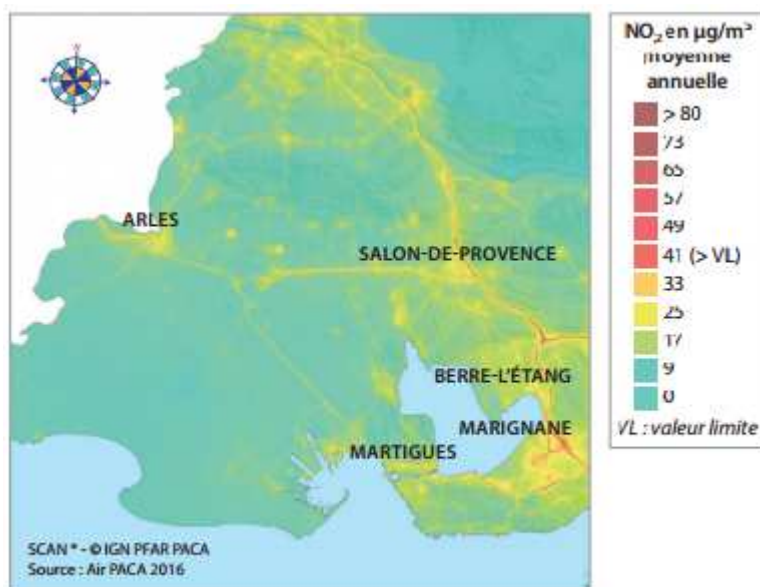 N
ARLES
SALON-DE-PROVENCE
BERRE-L'ÉTANG
MARIGNANE
MARTIGUES
SCAN * - © IGN PFAR PACA
Source : Air PACA 2016
NO₂ en µg/m³
moyenne
annuelle
> 80
73
65
57
49
41 (> VL)
33
25
17
9
0
VL : valeur limite